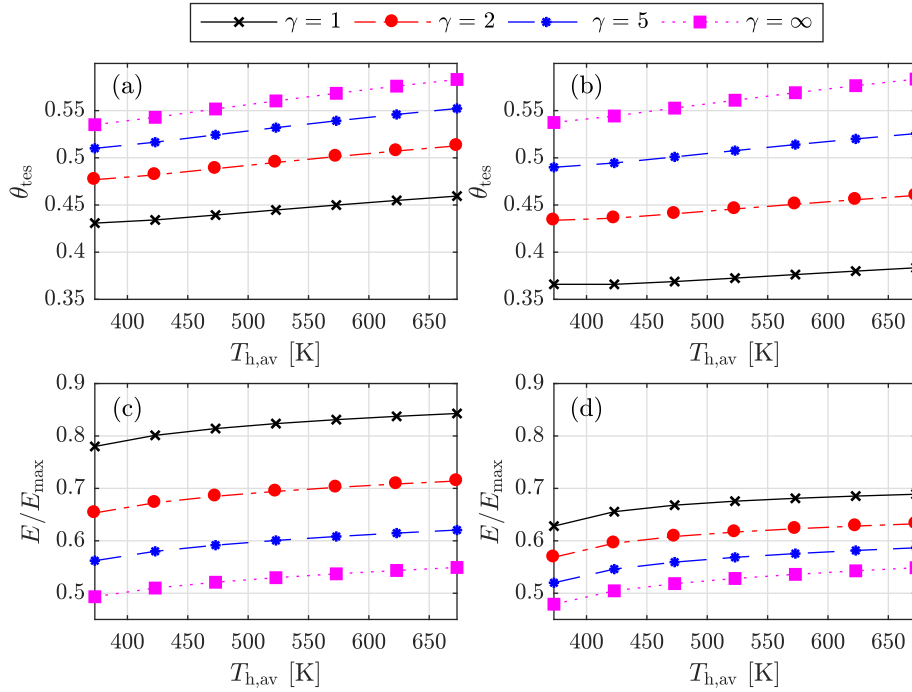 γ = 1 γ = 2 γ = 5 γ = ∞
(a) (b)
0.55 0.55
0.5 0.5
0.45 0.45
0.4 0.4
0.35 0.35
θtes θtes
400 450 500 550 600 650 400 450 500 550 600 650
Th,av [K] Th,av [K]
0.9 0.9
(c) (d)
0.8 0.8
0.7 0.7
0.6 0.6
0.5 0.5
E/Emax E/Emax
400 450 500 550 600 650 400 450 500 550 600 650
Th,av [K] Th,av [K]